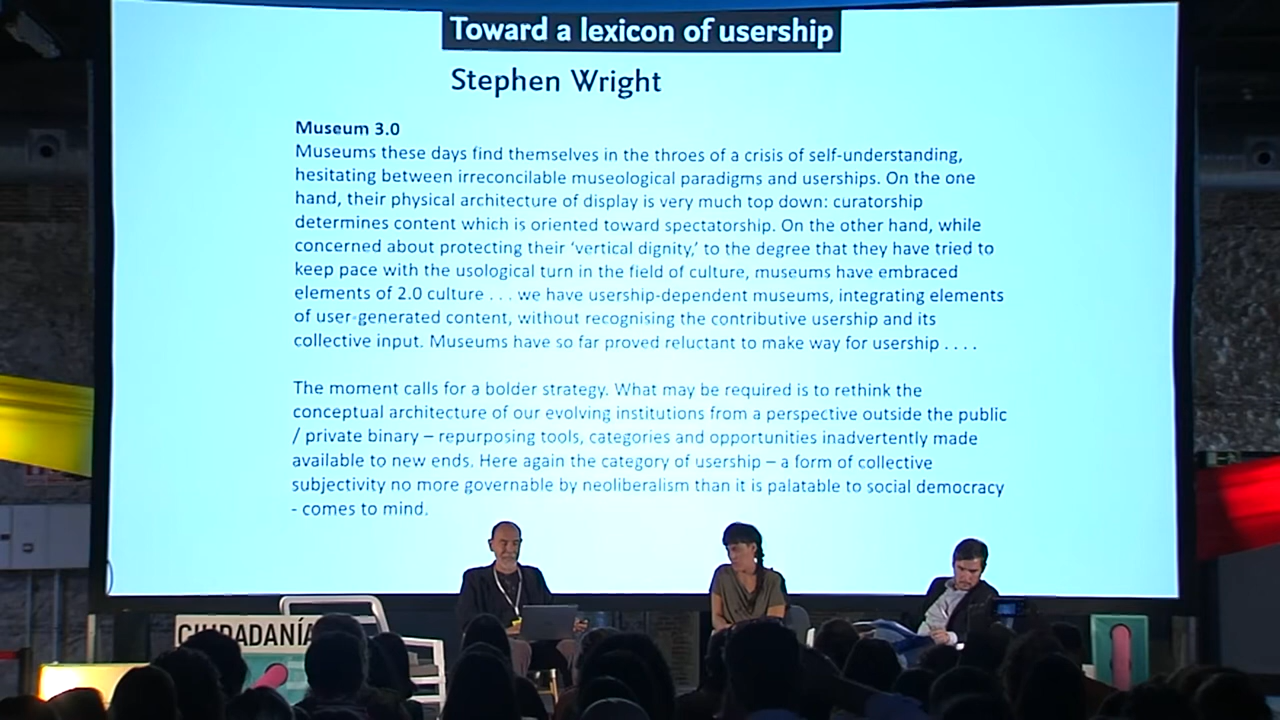 Toward a lexicon of usership
Stephen Wright
Museum 3.0
Museums these days find themselves in the throes of a crisis of self-understanding,
hesitating between irreconcilable museological paradigms and userships. On the one
hand, their physical architecture of display is very much top down: curatorship
determines content which is oriented toward spectatorship. On the other hand, while
concerned about protecting their ‘vertical dignity,’ to the degree that they have tried to
keep pace with the usological turn in the field of culture, museums have embraced
elements of 2.0 culture . . . we have usership-dependent museums, integrating elements
of user-generated content, without recognising the contributive usership and its
collective input. Museums have so far proved reluctant to make way for usership . . . .
The moment calls for a bolder strategy. What may be required is to rethink the
conceptual architecture of our evolving institutions from a perspective outside the public
/ private binary – repurposing tools, categories and opportunities inadvertently made
available to new ends. Here again the category of usership – a form of collective
subjectivity no more governable by neoliberalism than it is palatable to social democracy
- comes to mind.
CIUDADANÍA